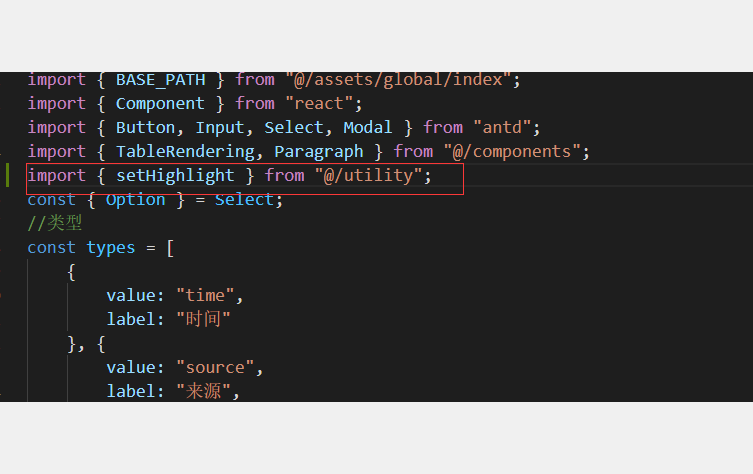 import { BASE_PATH } from "@/assets/global/index";
import { Component } from "react";
import { Button, Input, Select, Modal } from "antd";
import { TableRendering, Paragraph } from "@/components";
import { setHighlight } from "@/utility";
const { Option } = Select;
//类型
const types = [
{
value: "time",
label: "时间"
}, {
value: "source",
label: "来源",